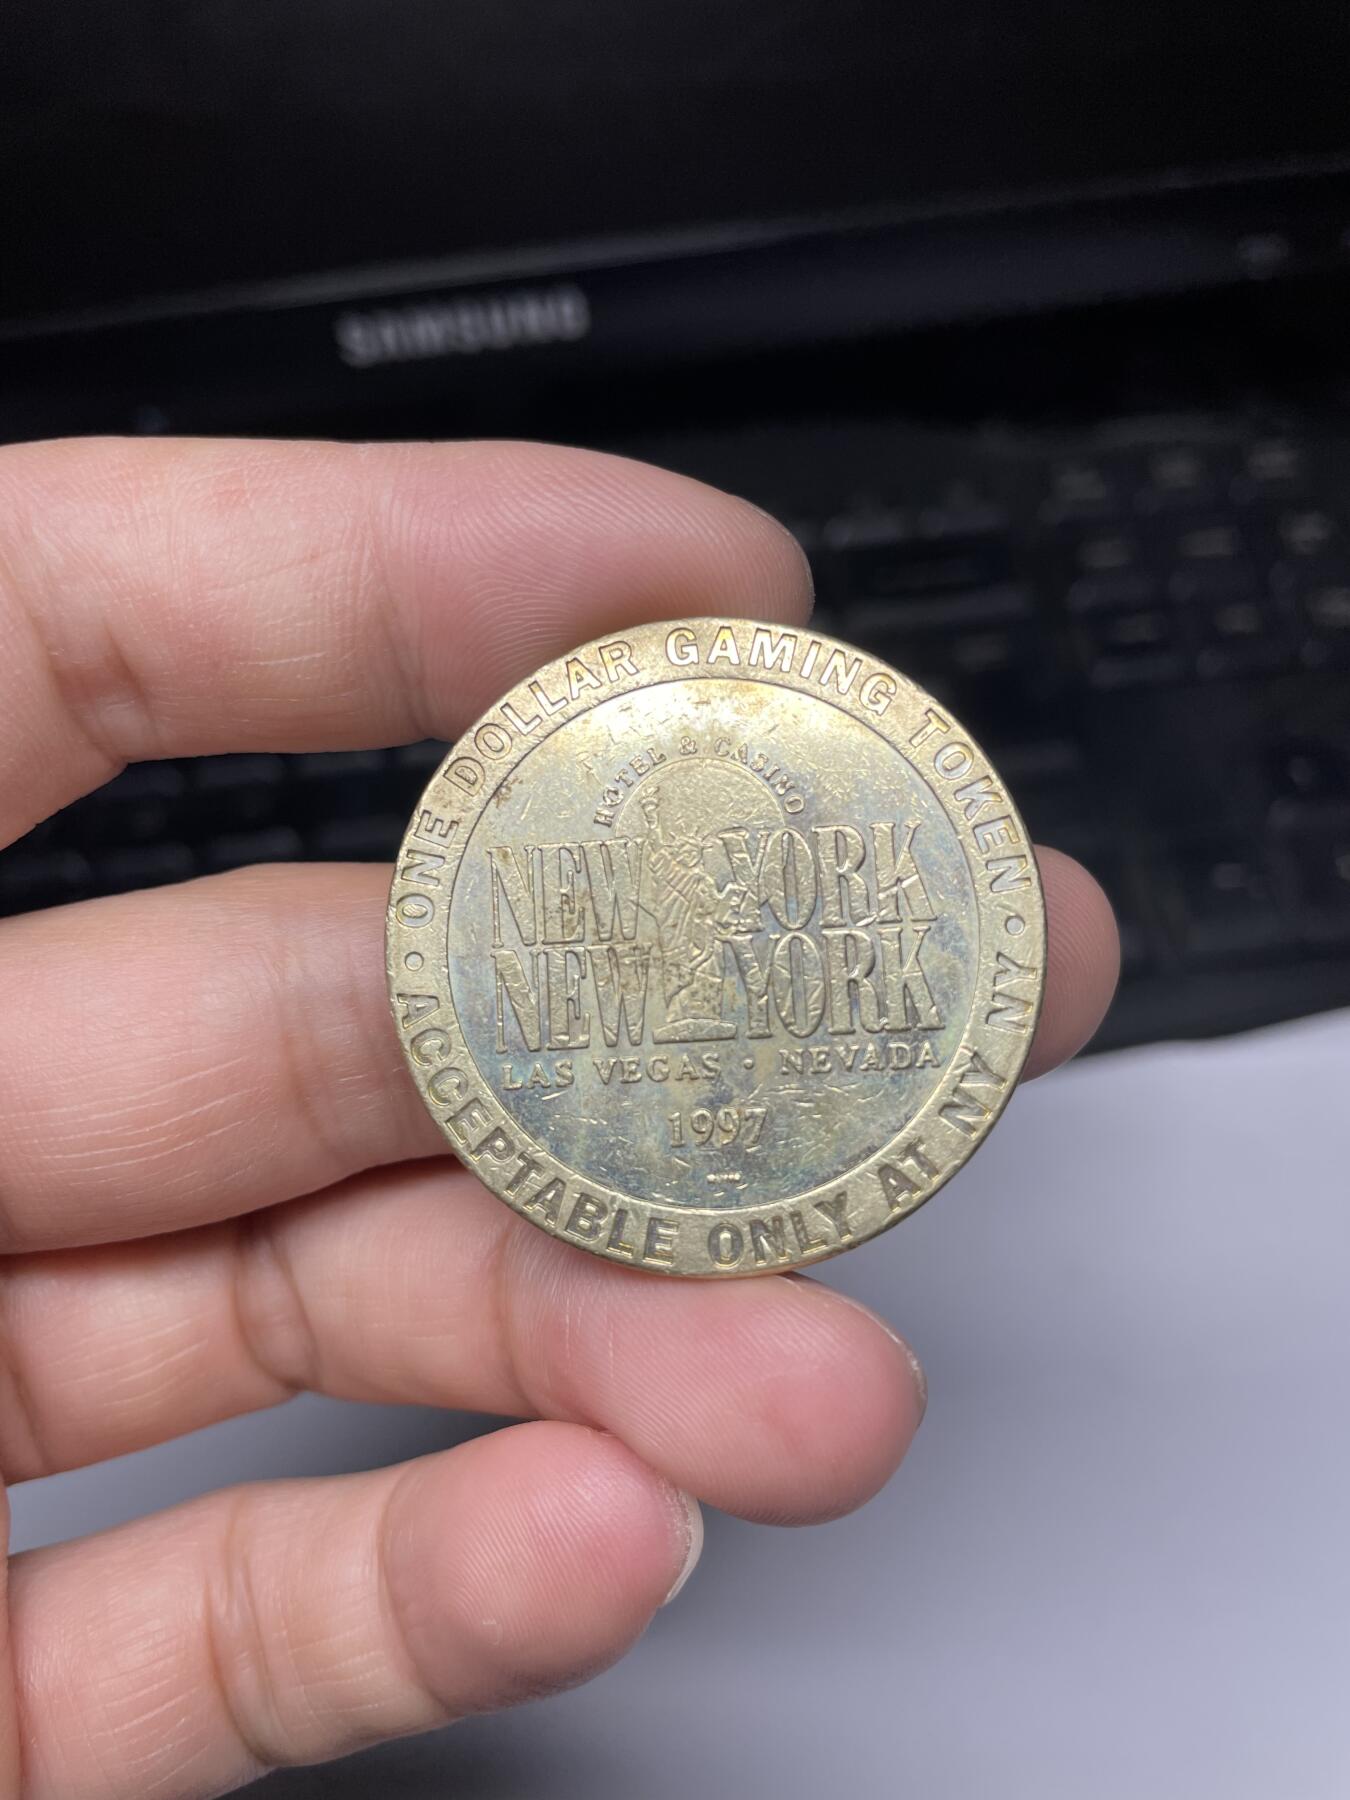 SAMSUNG
ONE DOLLAR GAMING TOKEN
HOTEL & CASINO
NEW YORK
NEW YORK
LAS VEGAS • NEVADA
1997
• ACCEPTABLE ONLY AT NY NY •